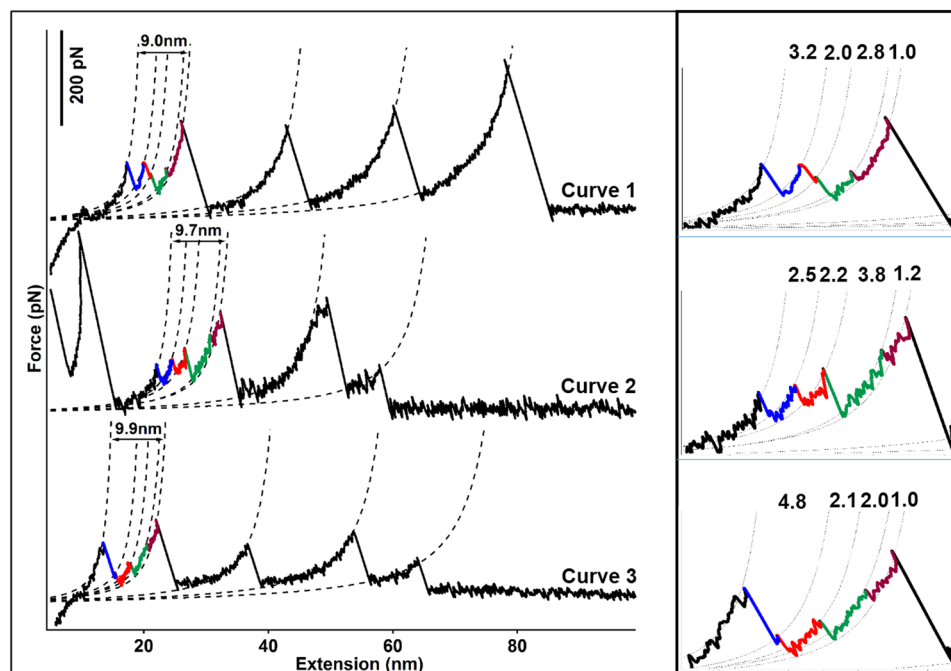 200 pN
9.0nm
Curve 1
9.7nm
Curve 2
9.9nm
Curve 3
Force (pN)
20 40 60 80
Extension (nm)
3.2 2.0 2.8 1.0
2.5 2.2 3.8 1.2
4.8 2.1 2.0 1.0